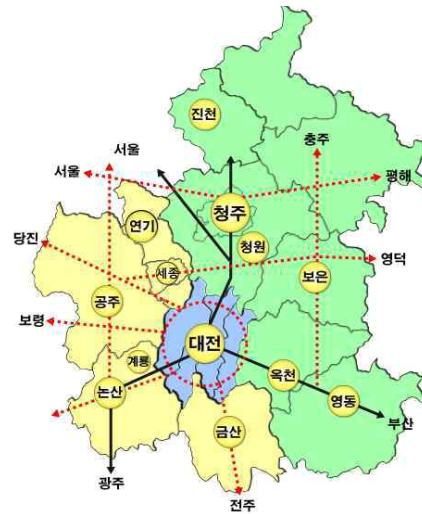 진천
서울
충주
서울
평해
청주
연기
당진
청원
영덕
세종
보은
공주
보령
대전
계룡
옥천
논산
영동
부산
금산
광주
전주